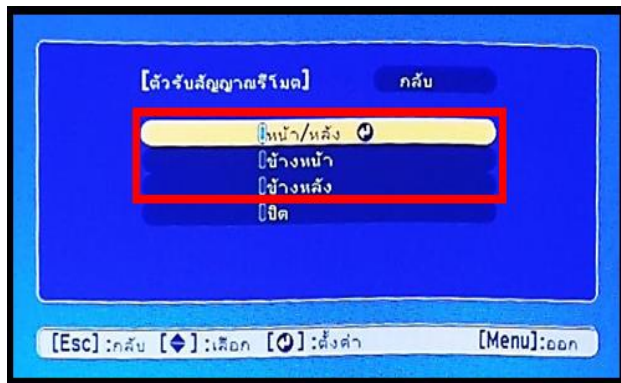 [ตัวรับสัญญาณรีโมต] กลับ
หน้า/หลัง
ข้างหน้า
ข้างหลัง
ปิด
[Esc] :กลับ [◆] :เลือก [⏎] :ตั้งค่า [Menu]:ออก